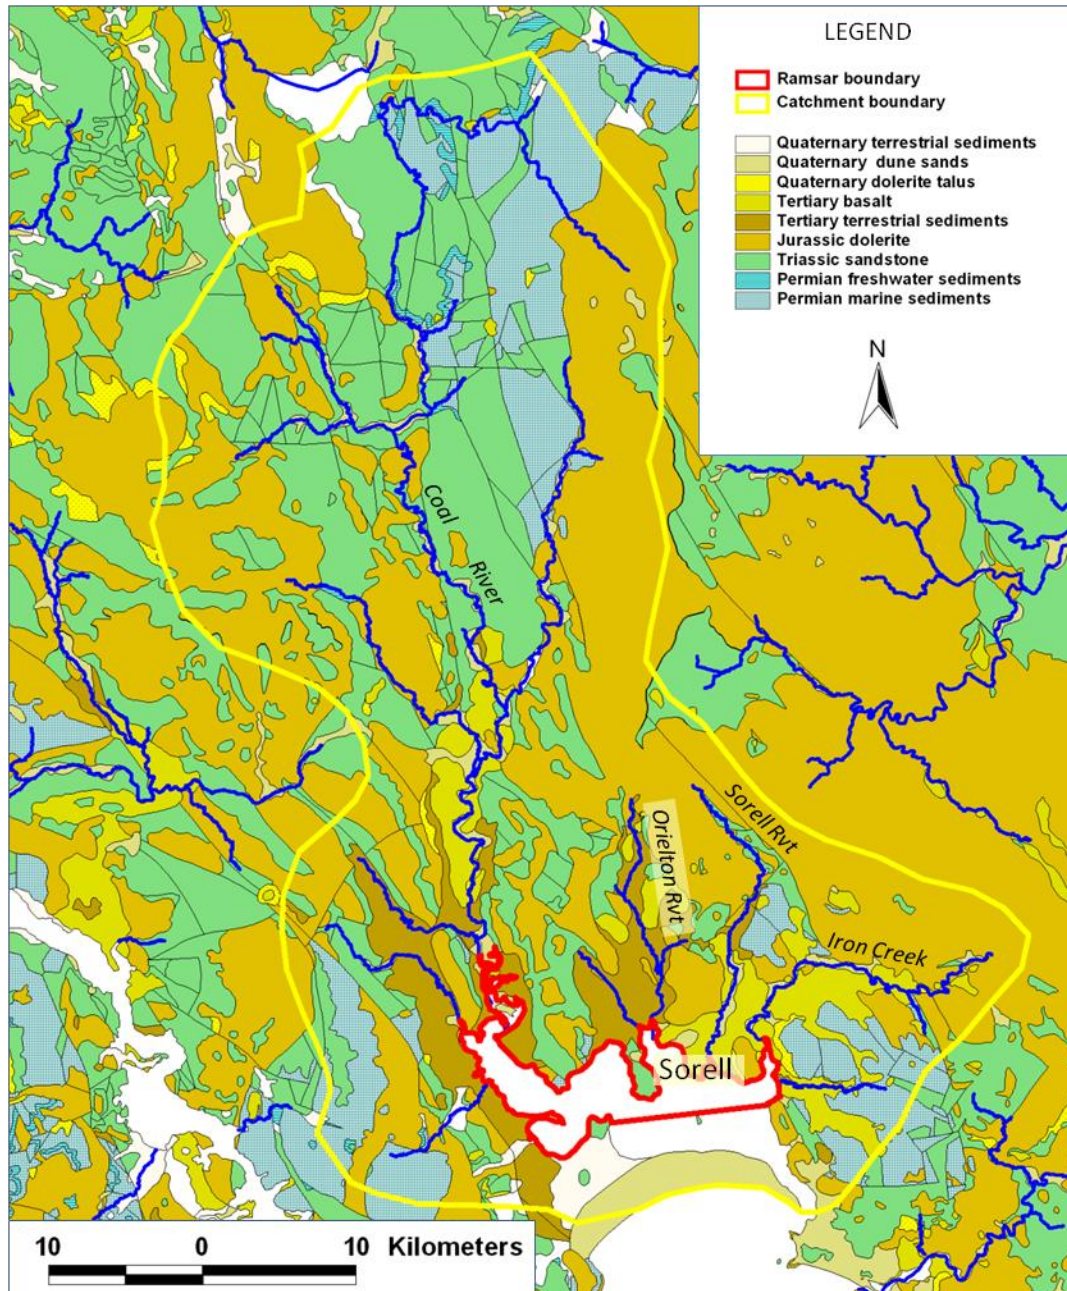 LEGEND
Ramsar boundary
Catchment boundary
Quaternary terrestrial sediments
Quaternary dune sands
Quaternary dolerite talus
Tertiary basalt
Tertiary terrestrial sediments
Jurassic dolerite
Triassic sandstone
Permian freshwater sediments
Permian marine sediments
N
Coal
River
Sorell Rvt
Orielton Rvt
Iron Creek
Sorell
10 0 10 Kilometers